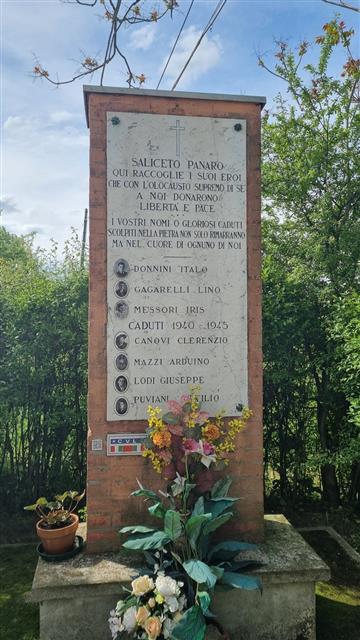 SALICETO PANARO
QUI RACCOGLIE I SUOI EROI
CHE CON L'OLOCAUSTO SUPREMO DI SE
A NOI DONARONO
LIBERTA E PACE
I VOSTRI NOMI O GLORIOSI CADUTI
SCOLPITI NELLA PIETRA NON SOLO RIMARRANNO
MA NEL CUORE DI OGNUNO DI NOI
DONNINI ITALO
GAGARELLI LINO
MESSORI IRIS
CADUTI 1940-1945
CANOVI CLERENZIO
MAZZI ARDUINO
LODI GIUSEPPE
PUVIANI
CVL